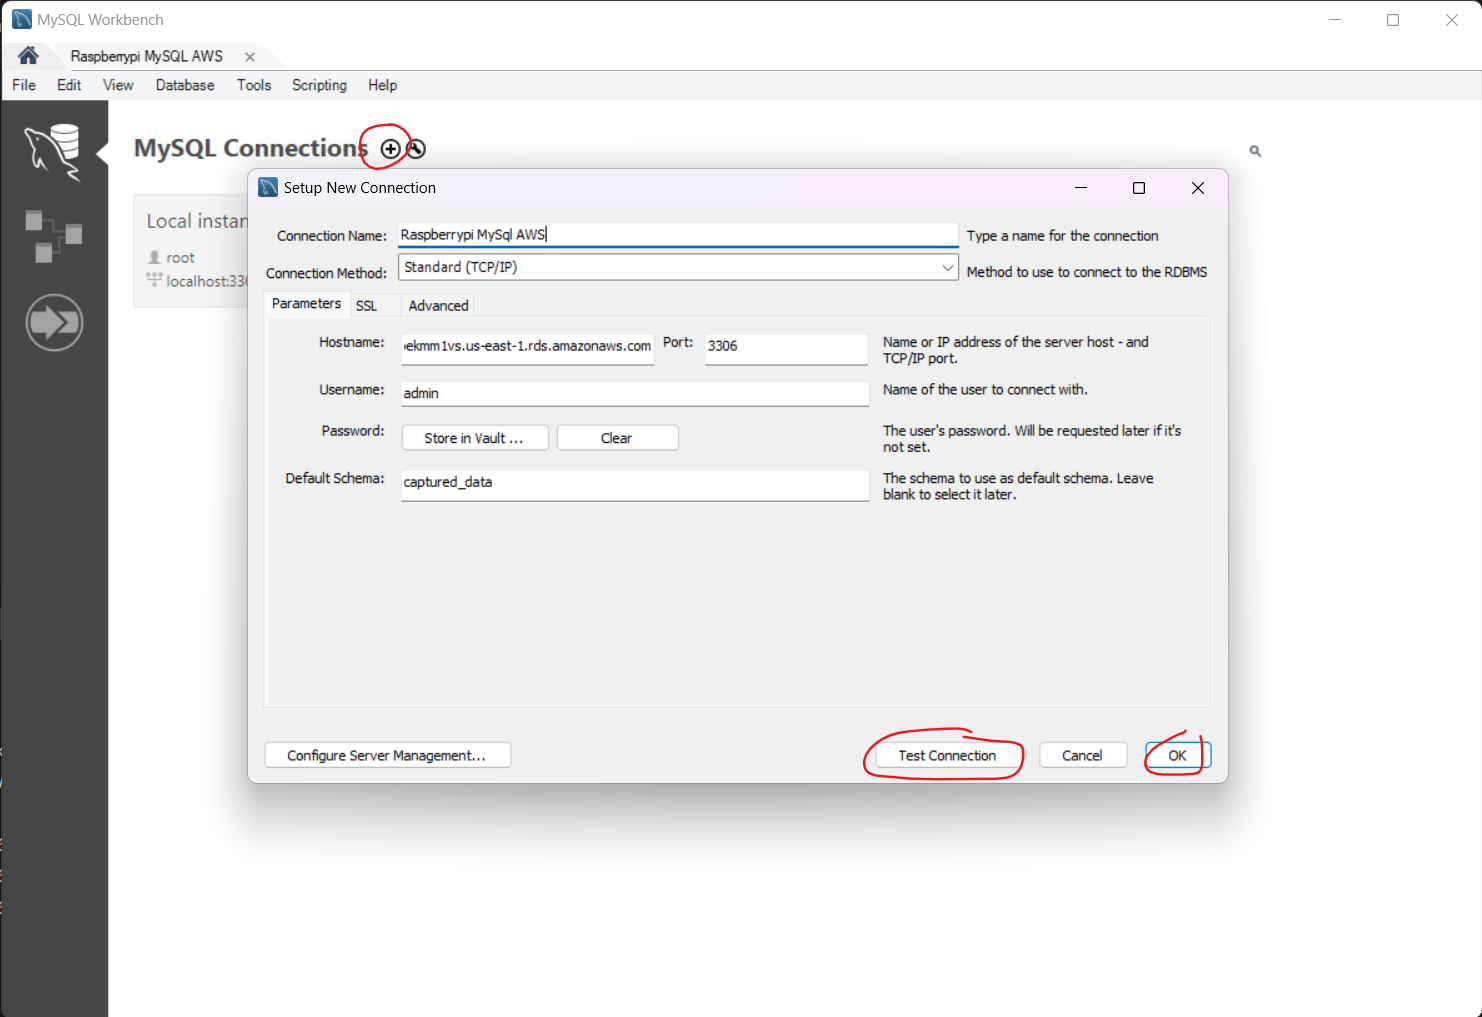 MySQL Workbench
Raspberrypi MySQL AWS
File Edit View Database Tools Scripting Help
MySQL Connections
Local instan
root
localhost:330
Setup New Connection
Connection Name: Raspberrypi MySql AWS Type a name for the connection
Connection Method: Standard (TCP/IP) Method to use to connect to the RDBMS
Parameters SSL Advanced
Hostname: ekmm1vs.us-east-1.rds.amazonaws.com Port: 3306 Name or IP address of the server host - and
TCP/IP port.
Username: admin Name of the user to connect with.
Password: Store in Vault ... Clear The user's password. Will be requested later if it's
not set.
Default Schema: captured_data The schema to use as default schema. Leave
blank to select it later.
Configure Server Management... Test Connection Cancel OK